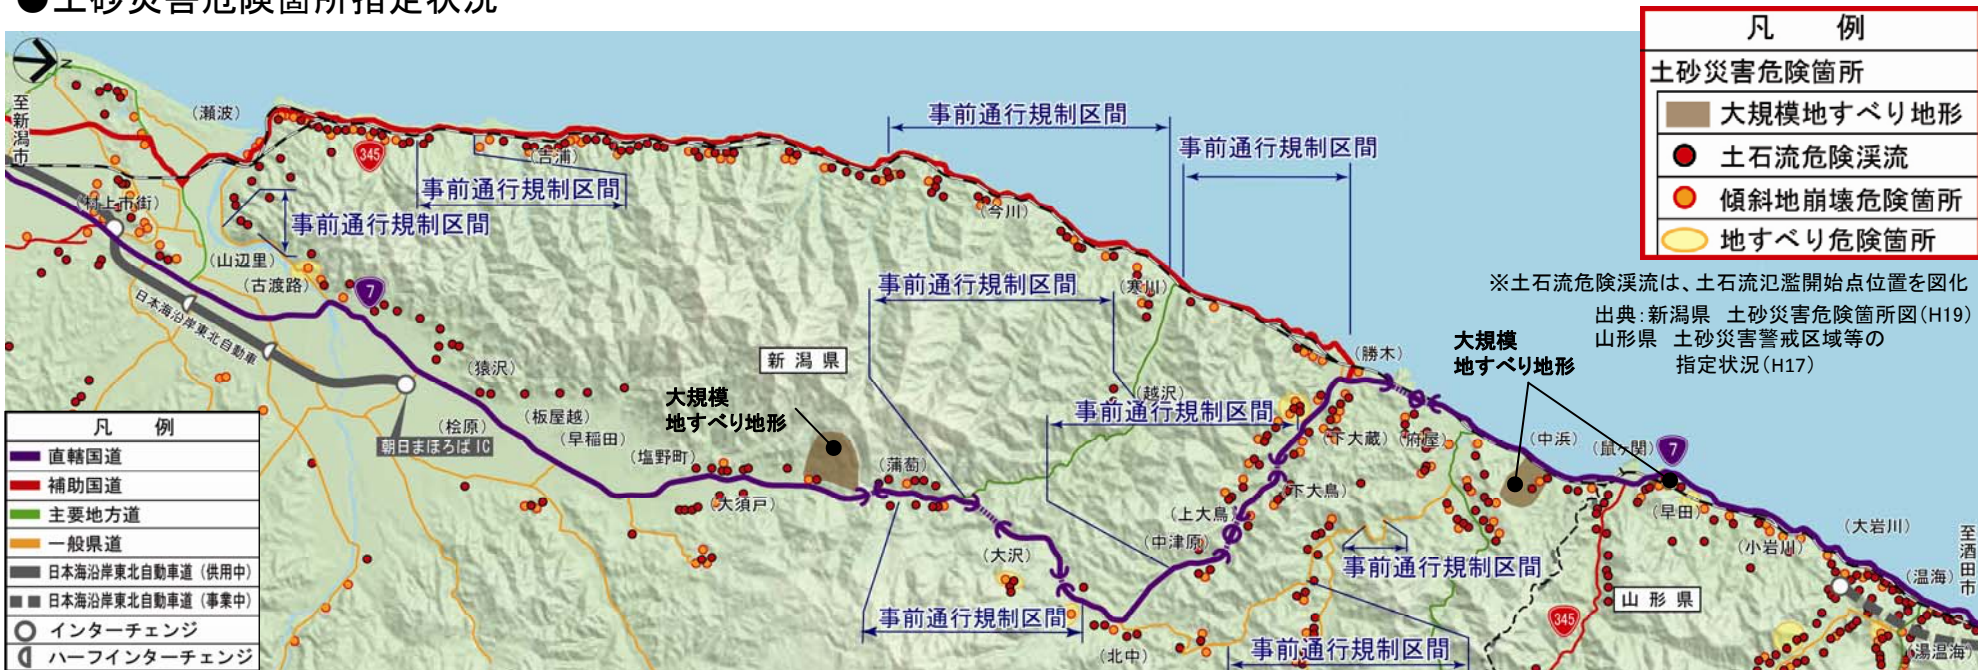 ●土砂災害危険箇所指定状況
N
至新潟市
(瀬波)
345
(吉浦)
事前通行規制区間
事前通行規制区間
事前通行規制区間
事前通行規制区間
(村上市街)
(山辺里)
(古渡路)
7
日本海沿岸東北自動車
(今川)
(寒川)
事前通行規制区間
新潟県
(猿沢)
(桧原)
朝日まほろばIC
(板屋越)
(早稲田)
(塩野町)
(大須戸)
大規模
地すべり地形
(蒲萄)
(越沢)
事前通行規制区間
(勝木)
(下大蔵)
(府屋)
(下大鳥)
(上大鳥)
(中津原)
(大沢)
(北中)
事前通行規制区間
事前通行規制区間
事前通行規制区間
大規模
地すべり地形
(中浜)
(鼠ヶ関)
7
(早田)
(小岩川)
(大岩川)
(温海)
(湯温海)
至酒田市
山形県
345
凡 例
土砂災害危険箇所
大規模地すべり地形
土石流危険渓流
傾斜地崩壊危険箇所
地すべり危険箇所
※土石流危険渓流は、土石流氾濫開始点位置を図化
出典:新潟県 土砂災害危険箇所図(H19)
山形県 土砂災害警戒区域等の
指定状況(H17)
凡 例
直轄国道
補助国道
主要地方道
一般県道
日本海沿岸東北自動車道(供用中)
日本海沿岸東北自動車道(事業中)
インターチェンジ
ハーフインターチェンジ